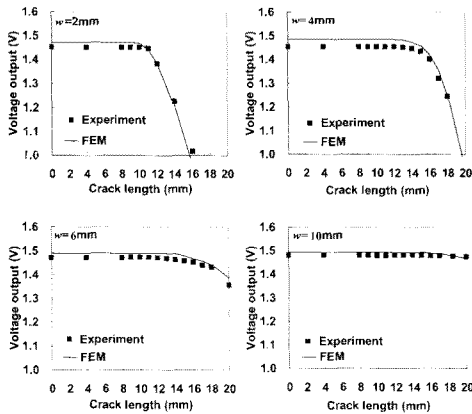 w=2mm
Voltage output (V)
1.6
1.5
1.4
1.3
1.2
1.1
1.0
■ Experiment
— FEM
0 2 4 6 8 10 12 14 16 18 20
Crack length (mm)
w=4mm
Voltage output (V)
1.6
1.5
1.4
1.3
1.2
1.1
1.0
■ Experiment
— FEM
0 2 4 6 8 10 12 14 16 18 20
Crack length (mm)
w=6mm
Voltage output (V)
1.6
1.5
1.4
1.3
1.2
1.1
1.0
■ Experiment
— FEM
0 2 4 6 8 10 12 14 16 18 20
Crack length (mm)
w=10mm
Voltage output (V)
1.6
1.5
1.4
1.3
1.2
1.1
1.0
■ Experiment
— FEM
0 2 4 6 8 10 12 14 16 18 20
Crack length (mm)